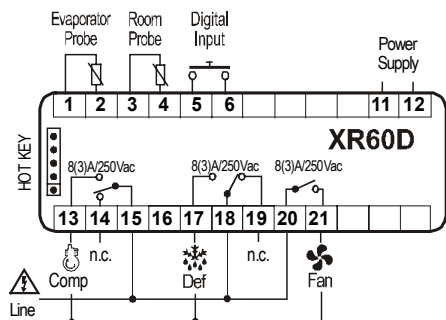 Evaporator Probe
Room Probe
Digital Input
Power Supply
1 2 3 4 5 6 11 12
XR60D
HOT KEY
8(3)A/250Vac 8(3)A/250Vac 8(3)A/250Vac
13 14 15 16 17 18 19 20 21
n.c. n.c.
Comp Def Fan
Line